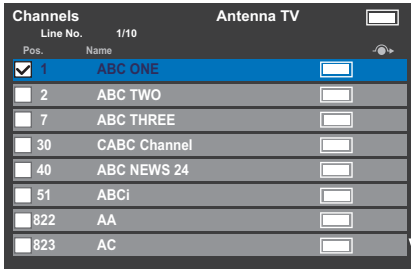 Channels Antenna TV
Line No. 1/10
Pos. Name
1 ABC ONE
2 ABC TWO
7 ABC THREE
30 CABC Channel
40 ABC NEWS 24
51 ABCi
822 AA
823 AC